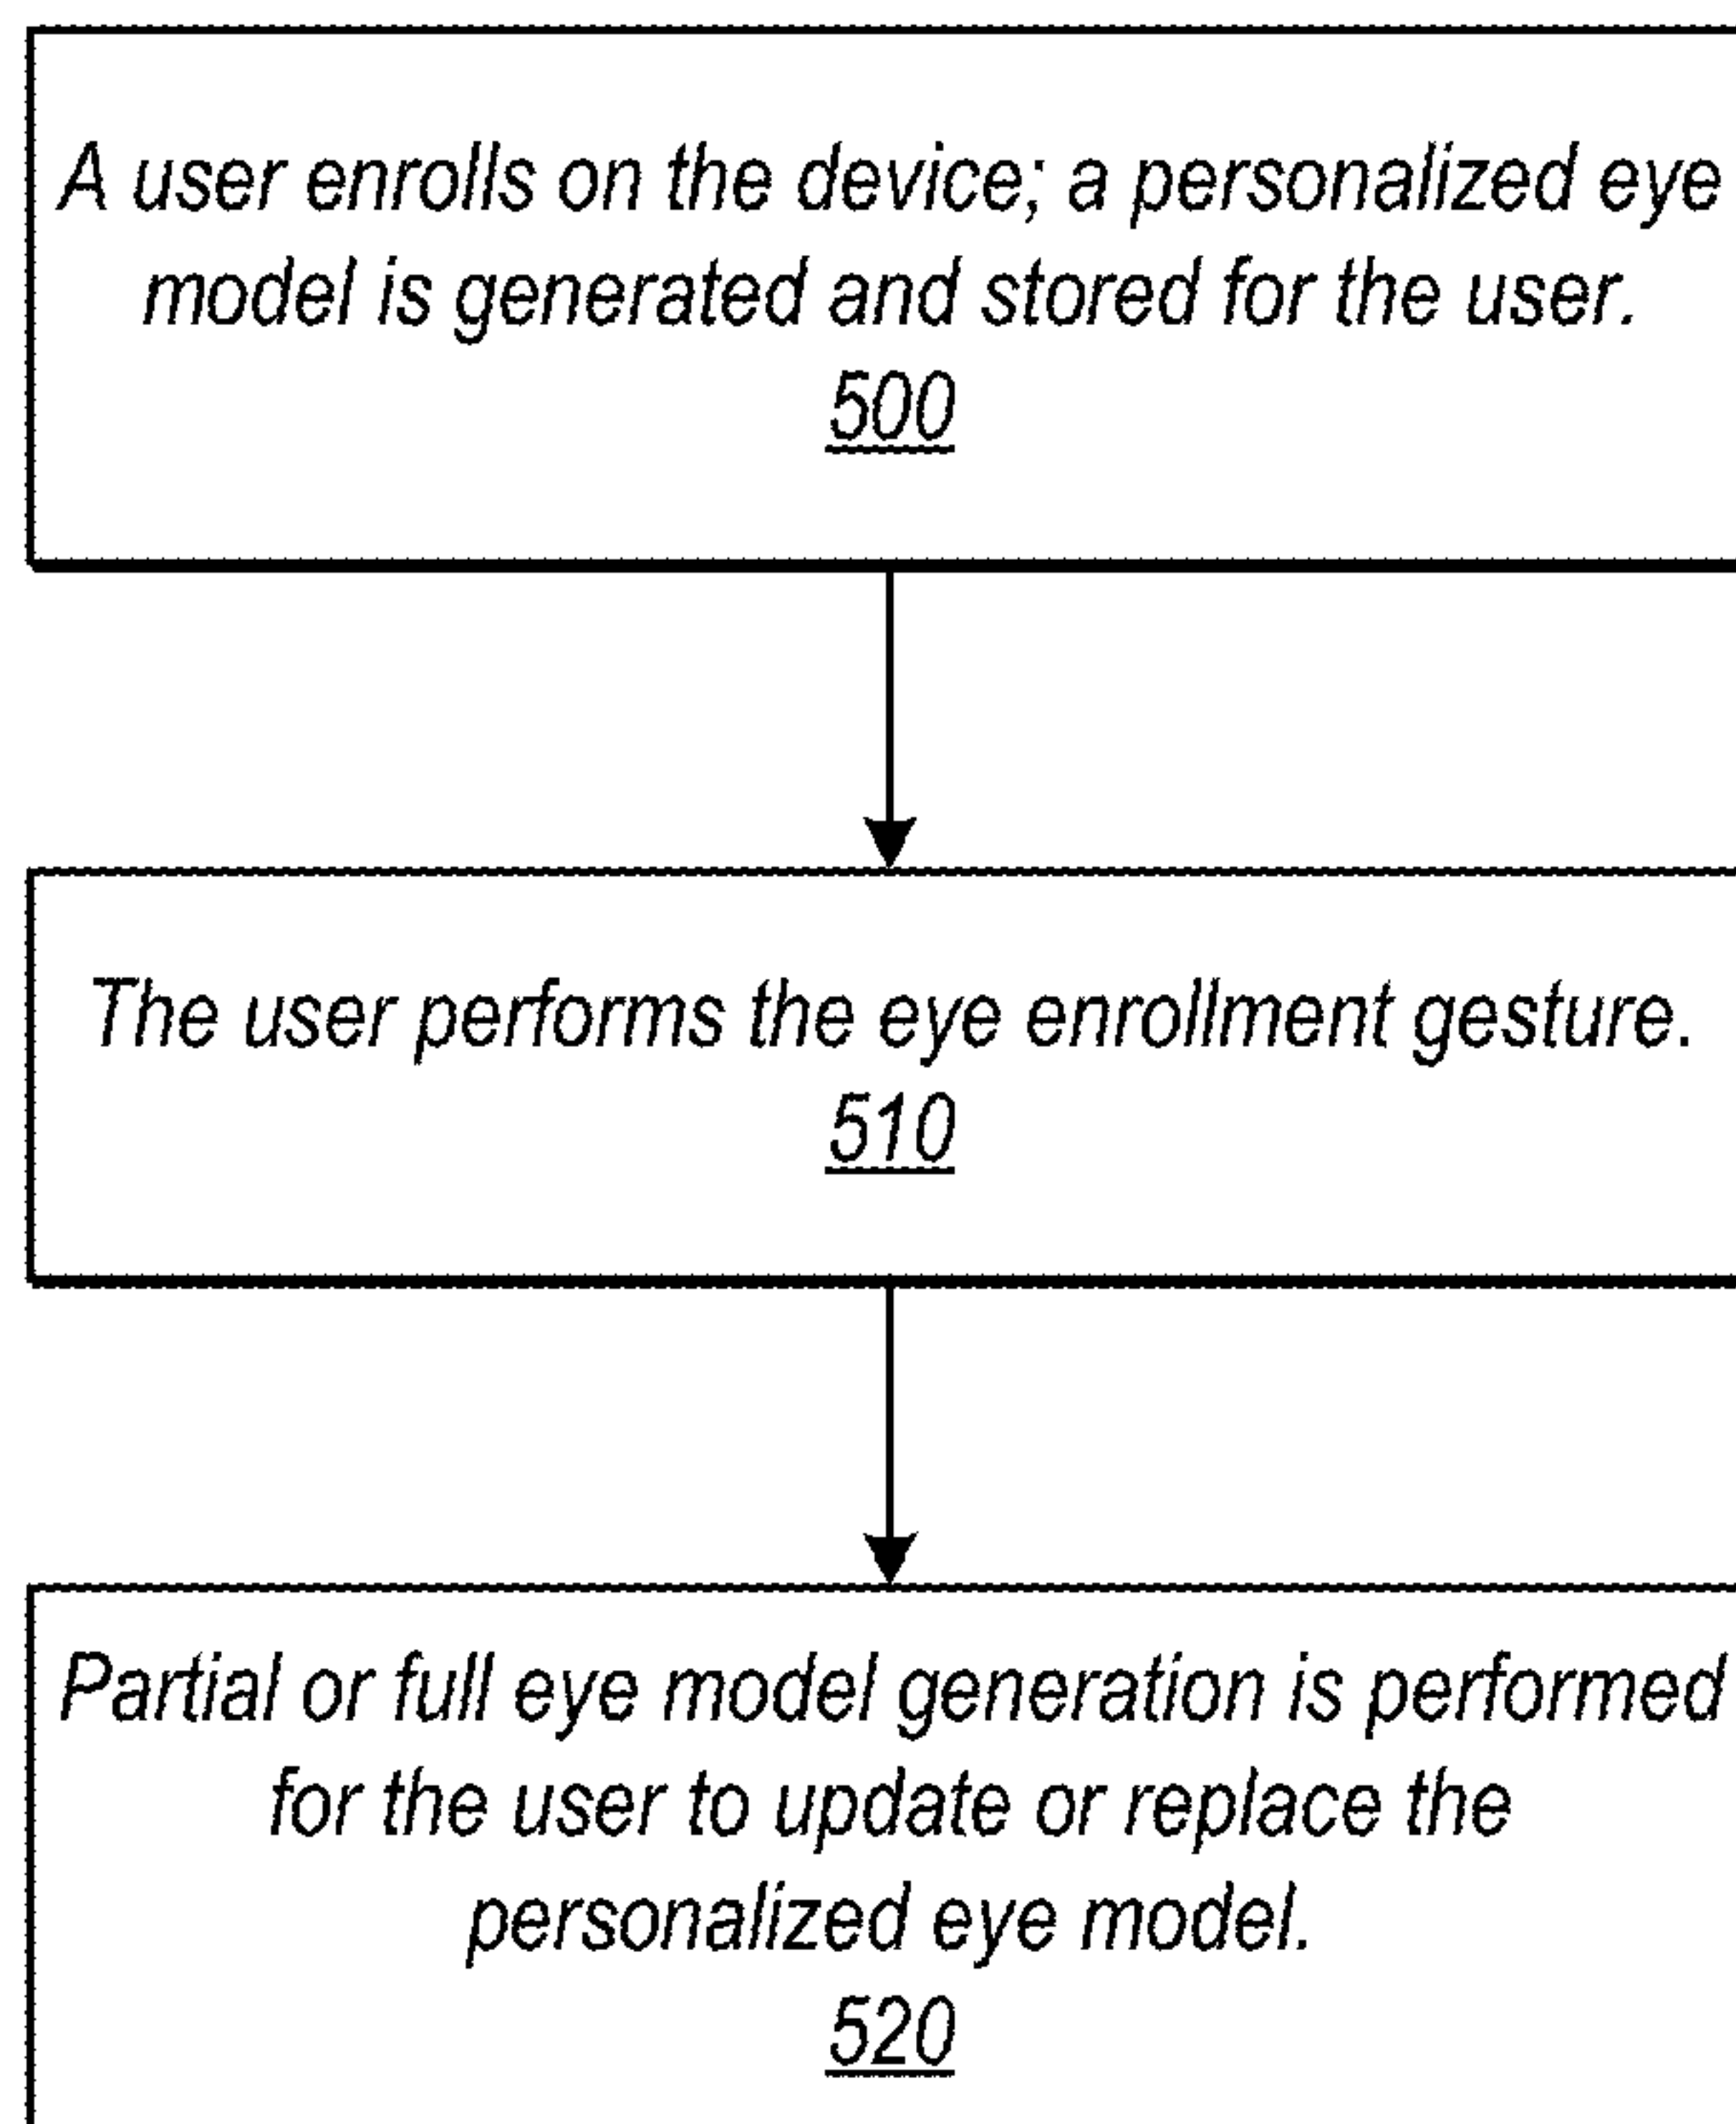 A user enrolls on the device; a personalized eye
model is generated and stored for the user.
500
The user performs the eye enrollment gesture.
510
Partial or full eye model generation is performed
for the user to update or replace the
personalized eye model.
520